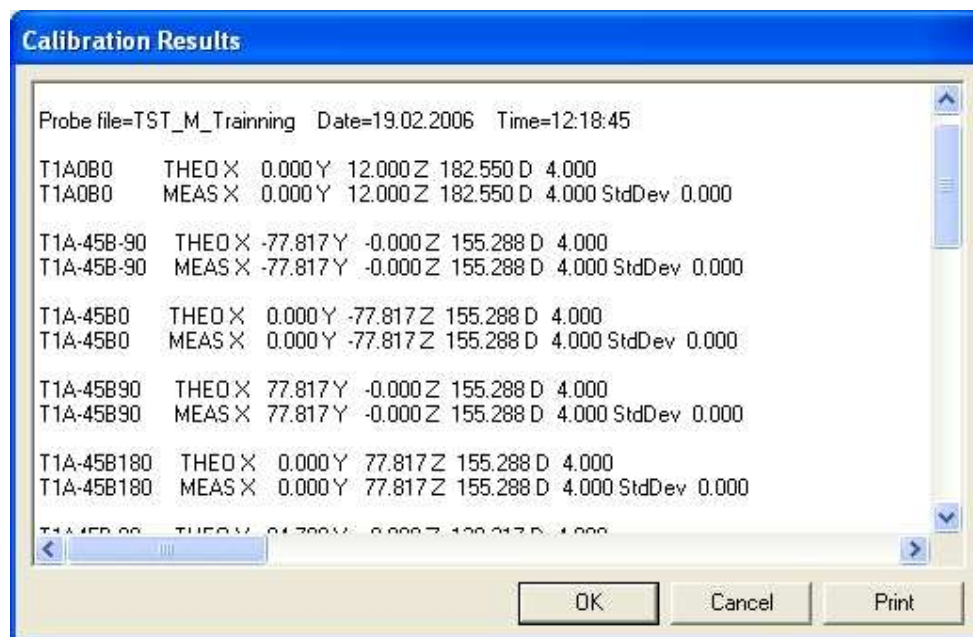 Calibration Results
Probe file=TST_M_Trainning Date=19.02.2006 Time=12:18:45
T1A0B0 THEO X 0.000 Y 12.000 Z 182.550 D 4.000
T1A0B0 MEAS X 0.000 Y 12.000 Z 182.550 D 4.000 StdDev 0.000
T1A-45B-90 THEO X -77.817 Y -0.000 Z 155.288 D 4.000
T1A-45B-90 MEAS X -77.817 Y -0.000 Z 155.288 D 4.000 StdDev 0.000
T1A-45B0 THEO X 0.000 Y -77.817 Z 155.288 D 4.000
T1A-45B0 MEAS X 0.000 Y -77.817 Z 155.288 D 4.000 StdDev 0.000
T1A-45B90 THEO X 77.817 Y -0.000 Z 155.288 D 4.000
T1A-45B90 MEAS X 77.817 Y -0.000 Z 155.288 D 4.000 StdDev 0.000
T1A-45B180 THEO X 0.000 Y 77.817 Z 155.288 D 4.000
T1A-45B180 MEAS X 0.000 Y 77.817 Z 155.288 D 4.000 StdDev 0.000
OK Cancel Print